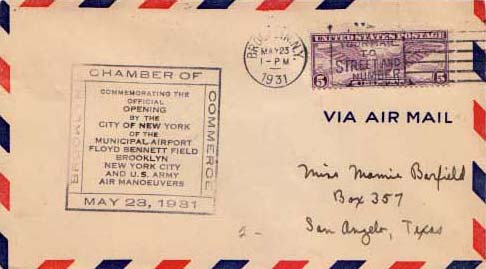 CHAMBER OF
COMMERCE
BROOKLYN
COMMEMORATING THE
OFFICIAL
OPENING
BY THE
CITY OF NEW YORK
OF THE
MUNICIPAL AIRPORT
FLOYD BENNETT FIELD
BROOKLYN
NEW YORK CITY
AND U.S. ARMY
AIR MANOEUVERS
MAY 23, 1931
N.Y.
MAY 23
1-PM
1931
UNITED STATES POSTAGE
TO
STREET AND
NUMBER
5 5
VIA AIR MAIL
Miss Mamie Barfield
Box 357
San Angelo, Texas
2-